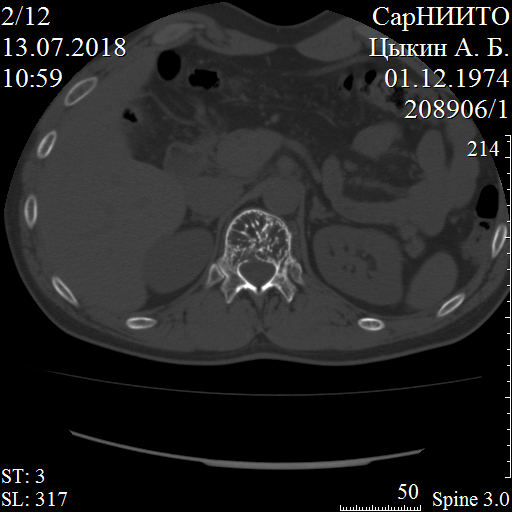 2/12
13.07.2018
10:59
СарНИИТО
Цыкин А. Б.
01.12.1974
208906/1
214
ST: 3
SL: 317
50
Spine 3.0